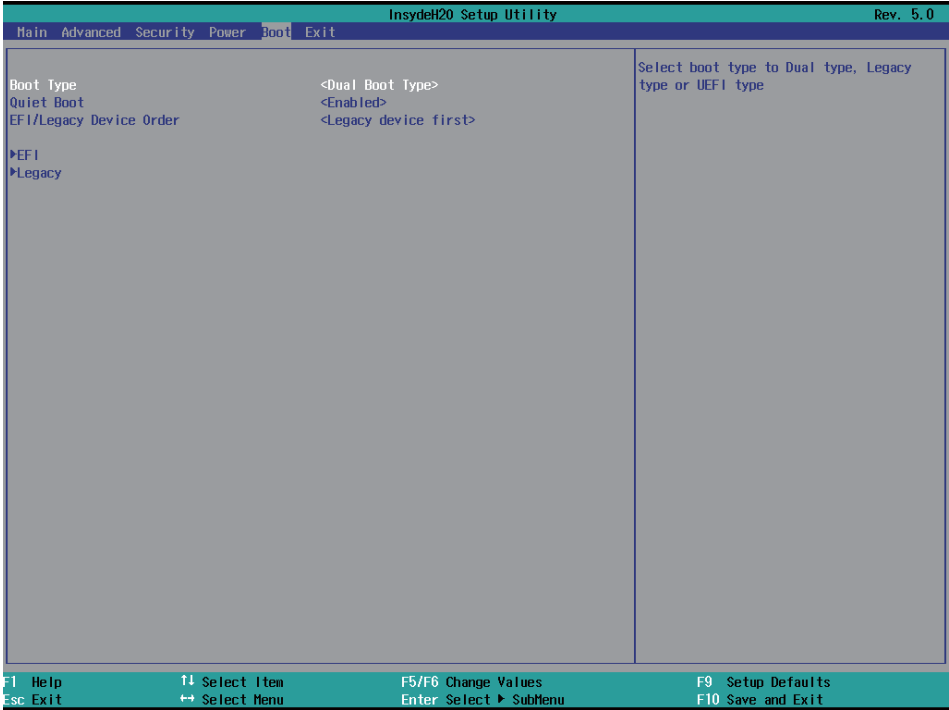 InsydeH20 Setup Utility Rev. 5.0
Main Advanced Security Power Boot Exit
Boot Type <Dual Boot Type>
Quiet Boot <Enabled>
EFI/Legacy Device Order <Legacy device first>
▶EFI
▶Legacy
Select boot type to Dual type, Legacy
type or UEFI type
F1 Help ↑↓ Select Item F5/F6 Change Values F9 Setup Defaults
Esc Exit ←→ Select Menu Enter Select ▶ SubMenu F10 Save and Exit